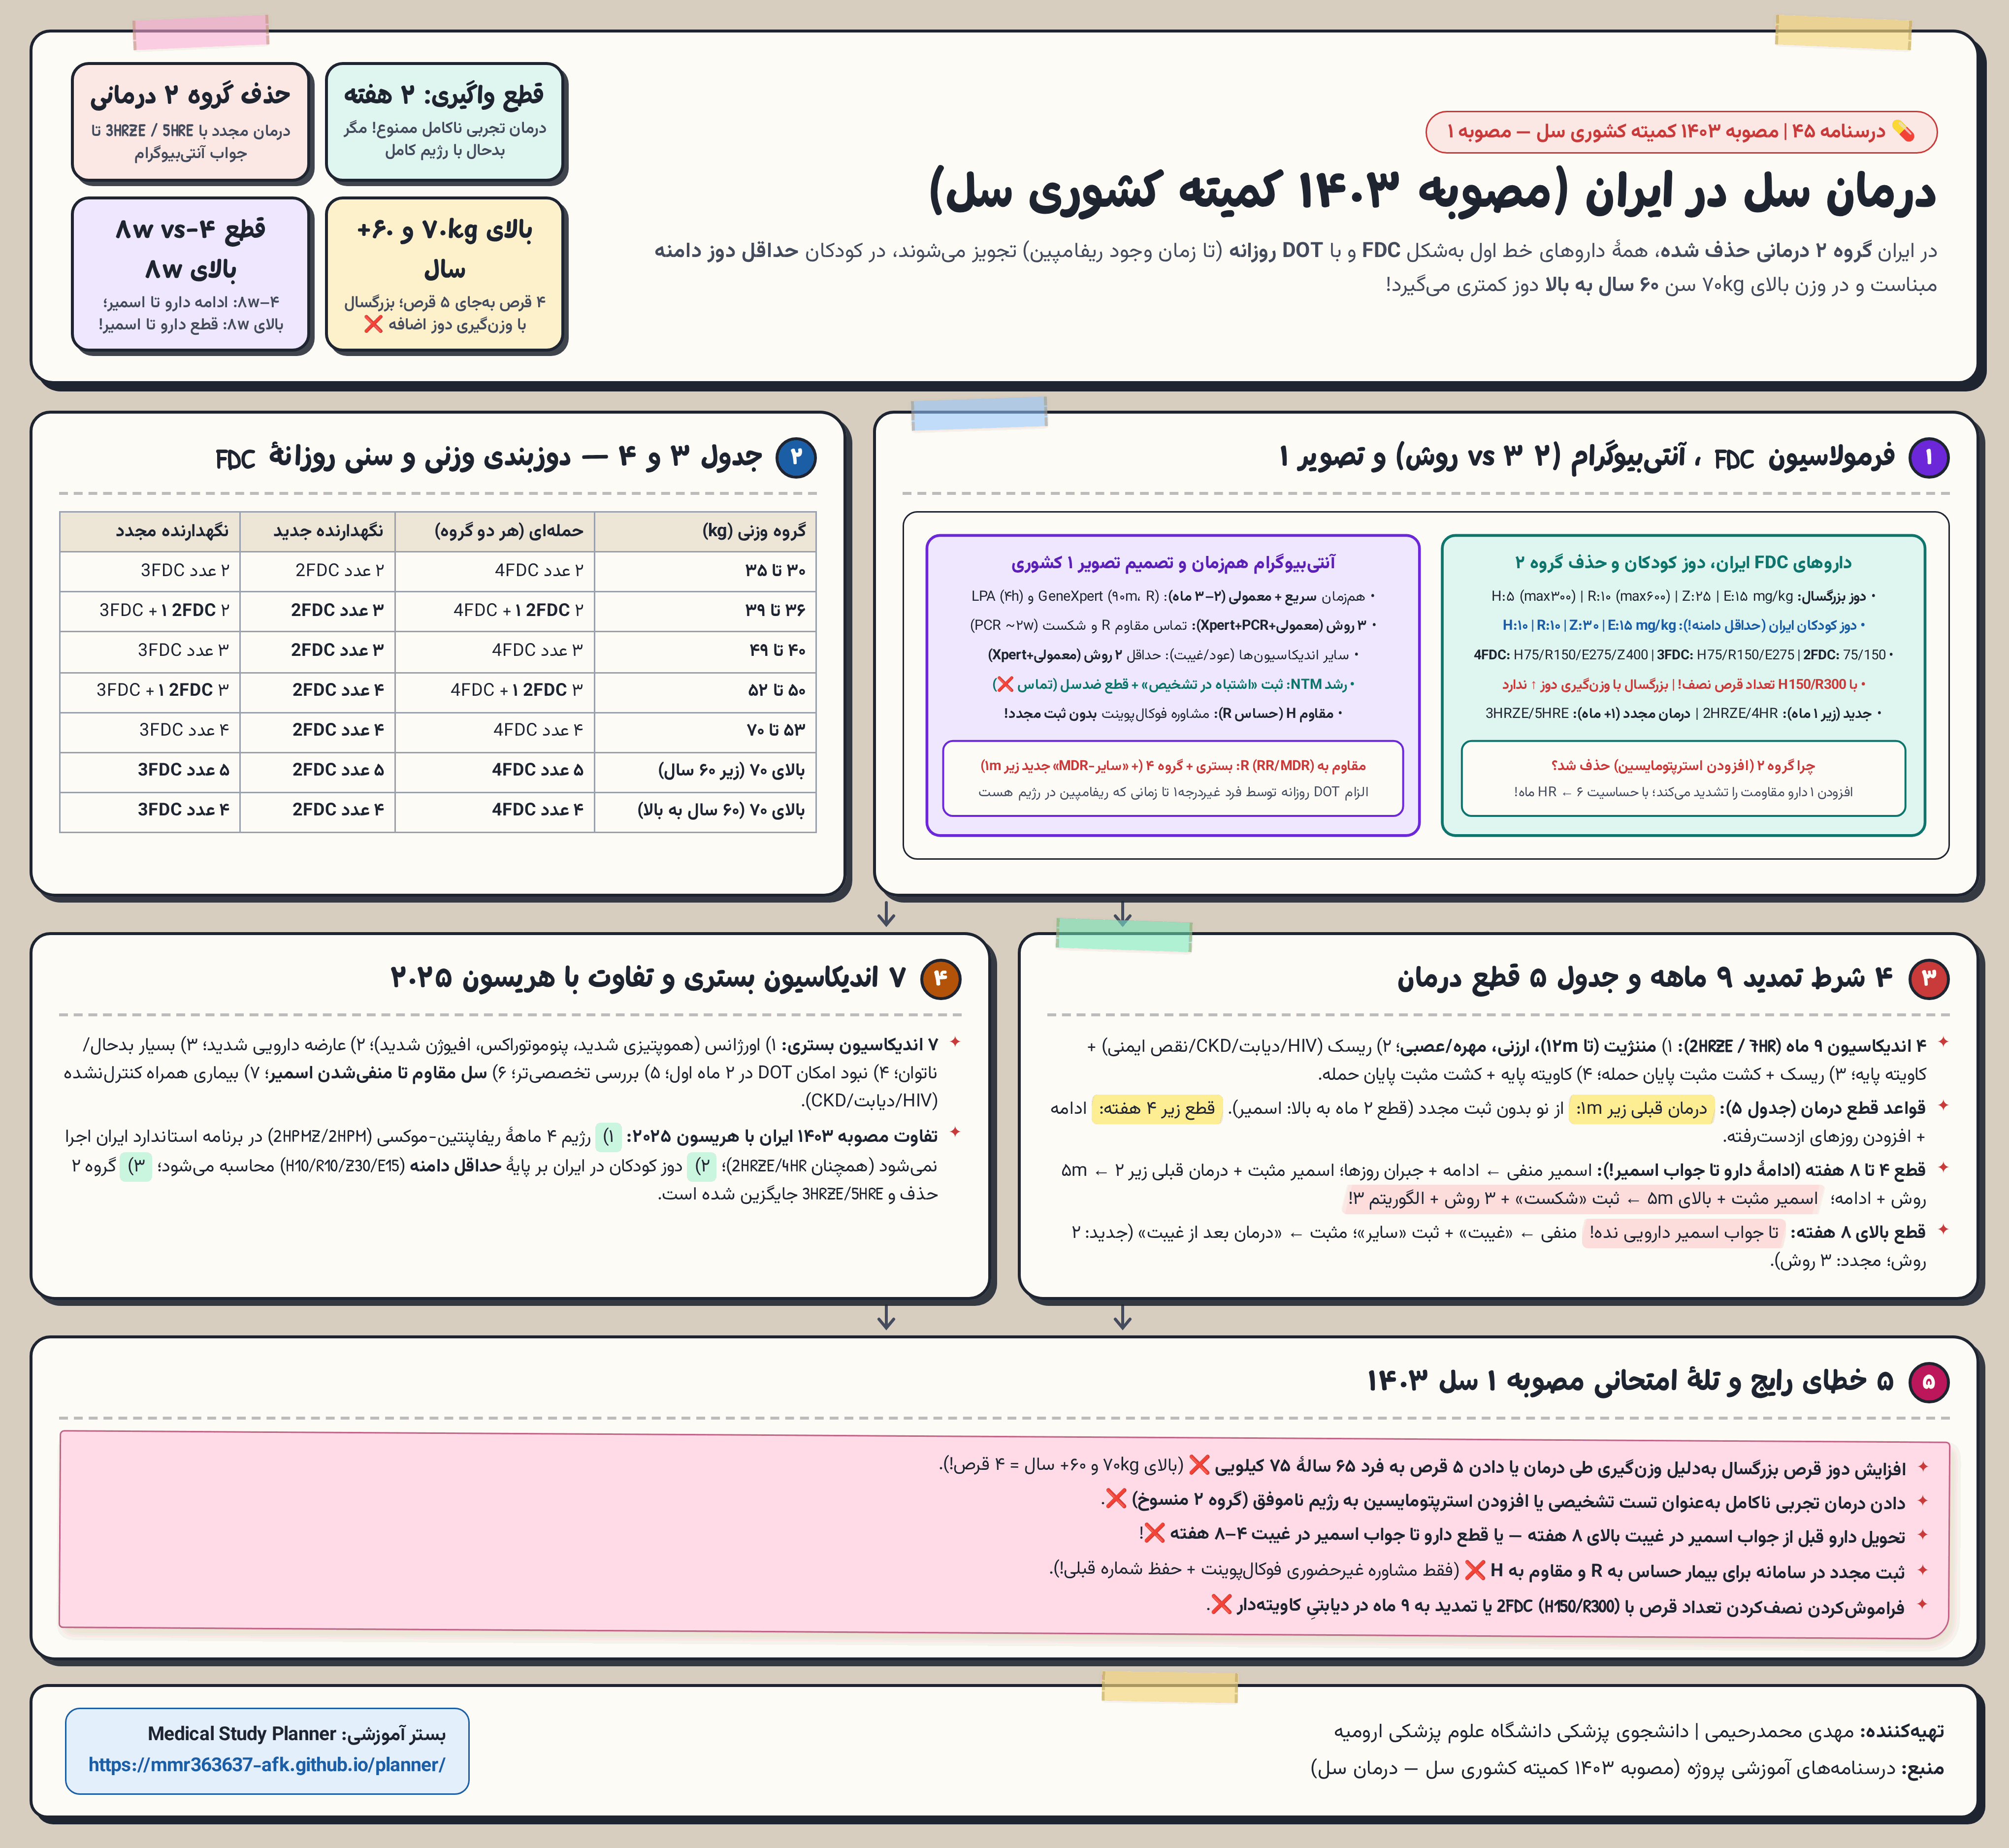 💊 درسنامه ۴۵ | مصوبه ۱۴۰۳ کمیته کشوری سل — مصوبه ۱
درمان سل در ایران (مصوبه ۱۴۰۳ کمیته کشوری سل)
در ایران گروه ۲ درمانی حذف شده، همهٔ داروهای خط اول به‌شکل FDC و با DOT روزانه (تا زمان وجود ریفامپین) تجویز می‌شوند، در کودکان حداقل دوز دامنه
مبناست و در وزن بالای ۷۰kg سن ۶۰ سال به بالا دوز کمتری می‌گیرد!
قطع واگیری: ۲ هفته
درمان تجربی ناکامل ممنوع! مگر
بدحال با رژیم کامل
حذف گروه ۲ درمانی
درمان مجدد با 3HRZE / 5HRE تا
جواب آنتی‌بیوگرام
بالای ۷۰kg و ۶۰+
سال
۴ قرص به‌جای ۵ قرص؛ بزرگسال
با وزن‌گیری دوز اضافه ❌
قطع ۴-۸w vs
بالای ۸w
۴–۸w: ادامه دارو تا اسمیر؛
بالای ۸w: قطع دارو تا اسمیر!
۱ فرمولاسیون FDC ، آنتی‌بیوگرام (۲ vs ۳ روش) و تصویر ۱
داروهای FDC ایران، دوز کودکان و حذف گروه ۲
• دوز بزرگسال: H:۵ (max۳۰۰) | R:۱۰ (max۶۰۰) | Z:۲۵ | E:۱۵ mg/kg
• دوز کودکان ایران (حداقل دامنه!): H:۱۰ | R:۱۰ | Z:۳۰ | E:۱۵ mg/kg
• 4FDC: H75/R150/E275/Z400 | 3FDC: H75/R150/E275 | 2FDC: 75/150
• با H150/R300 تعداد قرص نصف! | بزرگسال با وزن‌گیری دوز ↑ ندارد
• جدید (زیر ۱ ماه): 2HRZE/4HR | درمان مجدد (۱+ ماه): 3HRZE/5HRE
چرا گروه ۲ (افزودن استرپتومایسین) حذف شد؟
افزودن ۱ دارو مقاومت را تشدید می‌کند؛ با حساسیت HR ← ۶ ماه!
آنتی‌بیوگرام هم‌زمان و تصمیم تصویر ۱ کشوری
• هم‌زمان سریع + معمولی (۲–۳ ماه): GeneXpert (۹۰m، R) و LPA (۴h)
• ۳ روش (معمولی+Xpert+PCR): تماس مقاوم R و شکست (PCR ~۲w)
• سایر اندیکاسیون‌ها (عود/غیبت): حداقل ۲ روش (معمولی+Xpert)
• رشد NTM: ثبت «اشتباه در تشخیص» + قطع ضدسل (تماس ❌)
• مقاوم H (حساس R): مشاوره فوکال‌پوینت بدون ثبت مجدد!
مقاوم به R (RR/MDR): بستری + گروه ۴ (+ «سایر-MDR» جدید زیر ۱m)
الزام DOT روزانه توسط فرد غیردرجه۱ تا زمانی که ریفامپین در رژیم هست
۲ جدول ۳ و ۴ — دوزبندی وزنی و سنی روزانهٔ FDC
گروه وزنی (kg) | حمله‌ای (هر دو گروه) | نگهدارنده جدید | نگهدارنده مجدد
۳۰ تا ۳۵ | ۲ عدد 4FDC | ۲ عدد 2FDC | ۲ عدد 3FDC
۳۶ تا ۳۹ | ۲ 4FDC + ۱ 2FDC | ۳ عدد 2FDC | ۲ 3FDC + ۱ 2FDC
۴۰ تا ۴۹ | ۳ عدد 4FDC | ۳ عدد 2FDC | ۳ عدد 3FDC
۵۰ تا ۵۲ | ۳ 4FDC + ۱ 2FDC | ۴ عدد 2FDC | ۳ 3FDC + ۱ 2FDC
۵۳ تا ۷۰ | ۴ عدد 4FDC | ۴ عدد 2FDC | ۴ عدد 3FDC
بالای ۷۰ (زیر ۶۰ سال) | ۵ عدد 4FDC | ۵ عدد 2FDC | ۵ عدد 3FDC
بالای ۷۰ (۶۰ سال به بالا) | ۴ عدد 4FDC | ۴ عدد 2FDC | ۴ عدد 3FDC
۳ ۴ شرط تمدید ۹ ماهه و جدول ۵ قطع درمان
۴ اندیکاسیون ۹ ماه (2HRZE / 7HR): ۱) مننژیت (تا ۱۲m)، ارزنی، مهره/عصبی؛ ۲) ریسک (HIV/دیابت/CKD/نقص ایمنی) +
کاویته پایه؛ ۳) ریسک + کشت مثبت پایان حمله؛ ۴) کاویته پایه + کشت مثبت پایان حمله.
قواعد قطع درمان (جدول ۵): درمان قبلی زیر ۱m: از نو بدون ثبت مجدد (قطع ۲ ماه به بالا: اسمیر). قطع زیر ۴ هفته: ادامه
+ افزودن روزهای ازدست‌رفته.
قطع ۴ تا ۸ هفته (ادامهٔ دارو تا جواب اسمیر!): اسمیر منفی ← ادامه + جبران روزها؛ اسمیر مثبت + درمان قبلی زیر ۵m ← ۲
روش + ادامه؛ اسمیر مثبت + بالای ۵m ← ثبت «شکست» + ۳ روش + الگوریتم ۳!
قطع بالای ۸ هفته: تا جواب اسمیر دارویی نده! منفی ← «غیبت» + ثبت «سایر»؛ مثبت ← «درمان بعد از غیبت» (جدید: ۲
روش؛ مجدد: ۳ روش).
۴ ۷ اندیکاسیون بستری و تفاوت با هریسون ۲۰۲۵
۷ اندیکاسیون بستری: ۱) اورژانس (هموپتیزی شدید، پنوموتوراکس، افیوژن شدید)؛ ۲) عارضه دارویی شدید؛ ۳) بسیار بدحال/
ناتوان؛ ۴) نبود امکان DOT در ۲ ماه اول؛ ۵) بررسی تخصصی‌تر؛ ۶) سل مقاوم تا منفی‌شدن اسمیر؛ ۷) بیماری همراه کنترل‌نشده
(HIV/دیابت/CKD).
تفاوت مصوبه ۱۴۰۳ ایران با هریسون ۲۰۲۵: ۱) رژیم ۴ ماههٔ ریفاپنتین-موکسی (2HPMZ/2HPM) در برنامه استاندارد ایران اجرا
نمی‌شود (همچنان 2HRZE/4HR)؛ ۲) دوز کودکان در ایران بر پایهٔ حداقل دامنه (H10/R10/Z30/E15) محاسبه می‌شود؛ ۳) گروه ۲
حذف و 3HRZE/5HRE جایگزین شده است.
۵ ۵ خطای رایج و تلهٔ امتحانی مصوبه ۱ سل ۱۴۰۳
افزایش دوز قرص بزرگسال به‌دلیل وزن‌گیری طی درمان یا دادن ۵ قرص به فرد ۶۵ سالهٔ ۷۵ کیلویی ❌ (بالای ۷۰kg و ۶۰+ سال = ۴ قرص!).
دادن درمان تجربی ناکامل به‌عنوان تست تشخیصی یا افزودن استرپتومایسین به رژیم ناموفق (گروه ۲ منسوخ) ❌.
تحویل دارو قبل از جواب اسمیر در غیبت بالای ۸ هفته — یا قطع دارو تا جواب اسمیر در غیبت ۴–۸ هفته ❌!
ثبت مجدد در سامانه برای بیمار حساس به R و مقاوم به H ❌ (فقط مشاوره غیرحضوری فوکال‌پوینت + حفظ شماره قبلی!).
فراموش‌کردن نصف‌کردن تعداد قرص با 2FDC (H150/R300) یا تمدید به ۹ ماه در دیابتیِ کاویته‌دار ❌.
تهیه‌کننده: مهدی محمدرحیمی | دانشجوی پزشکی دانشگاه علوم پزشکی ارومیه
منبع: درسنامه‌های آموزشی پروژه (مصوبه ۱۴۰۳ کمیته کشوری سل — درمان سل)
بستر آموزشی: Medical Study Planner
https://mmr363637-afk.github.io/planner/